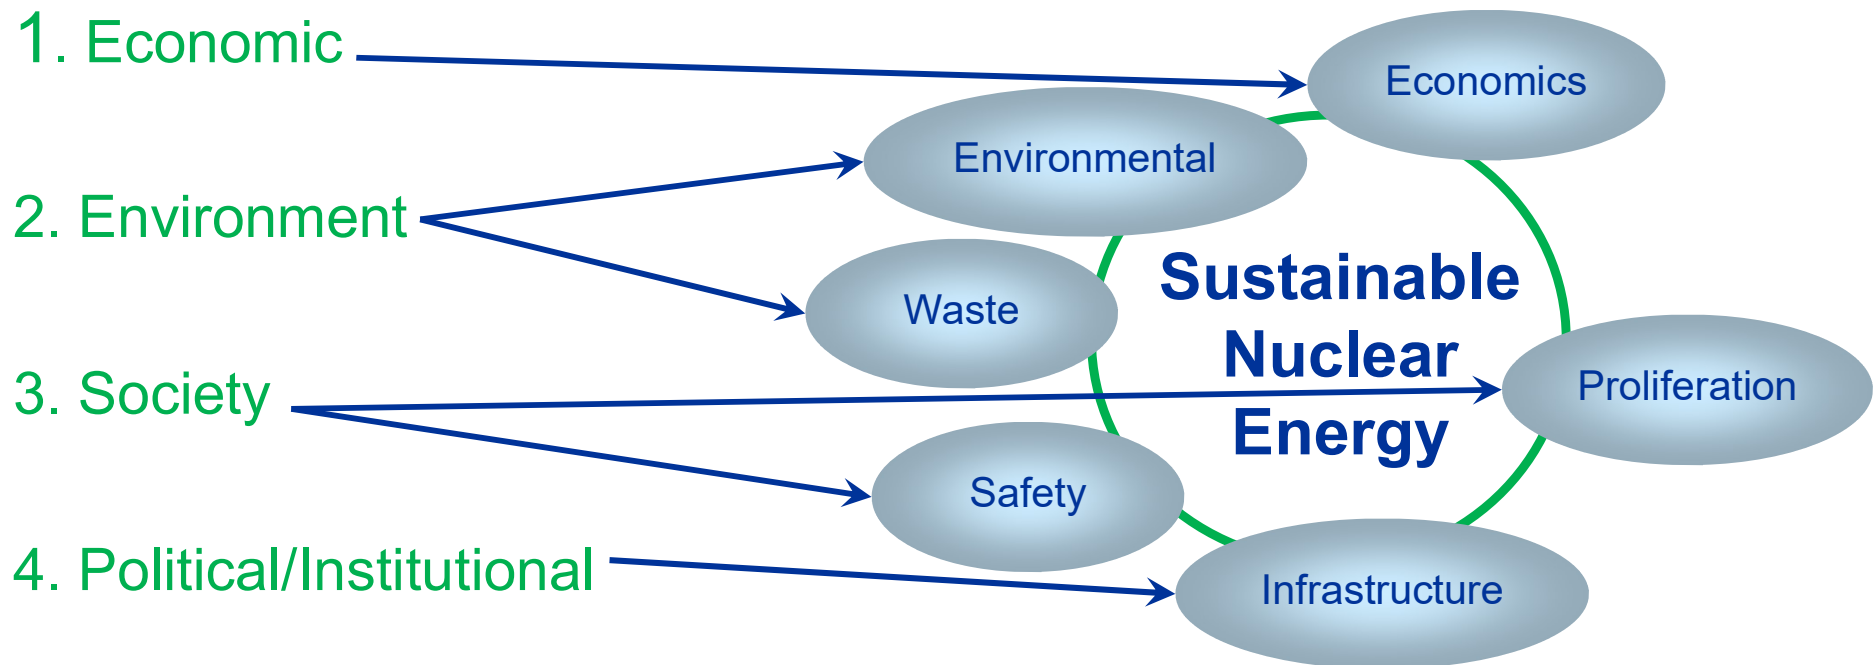 1. Economic
2. Environment
3. Society
4. Political/Institutional
Economics
Environmental
Waste
Sustainable
Nuclear
Energy
Proliferation
Safety
Infrastructure